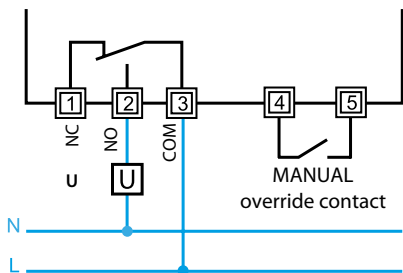 1 2 3 4 5
NC
NO
COM
U
U
MANUAL
override contact
N
L